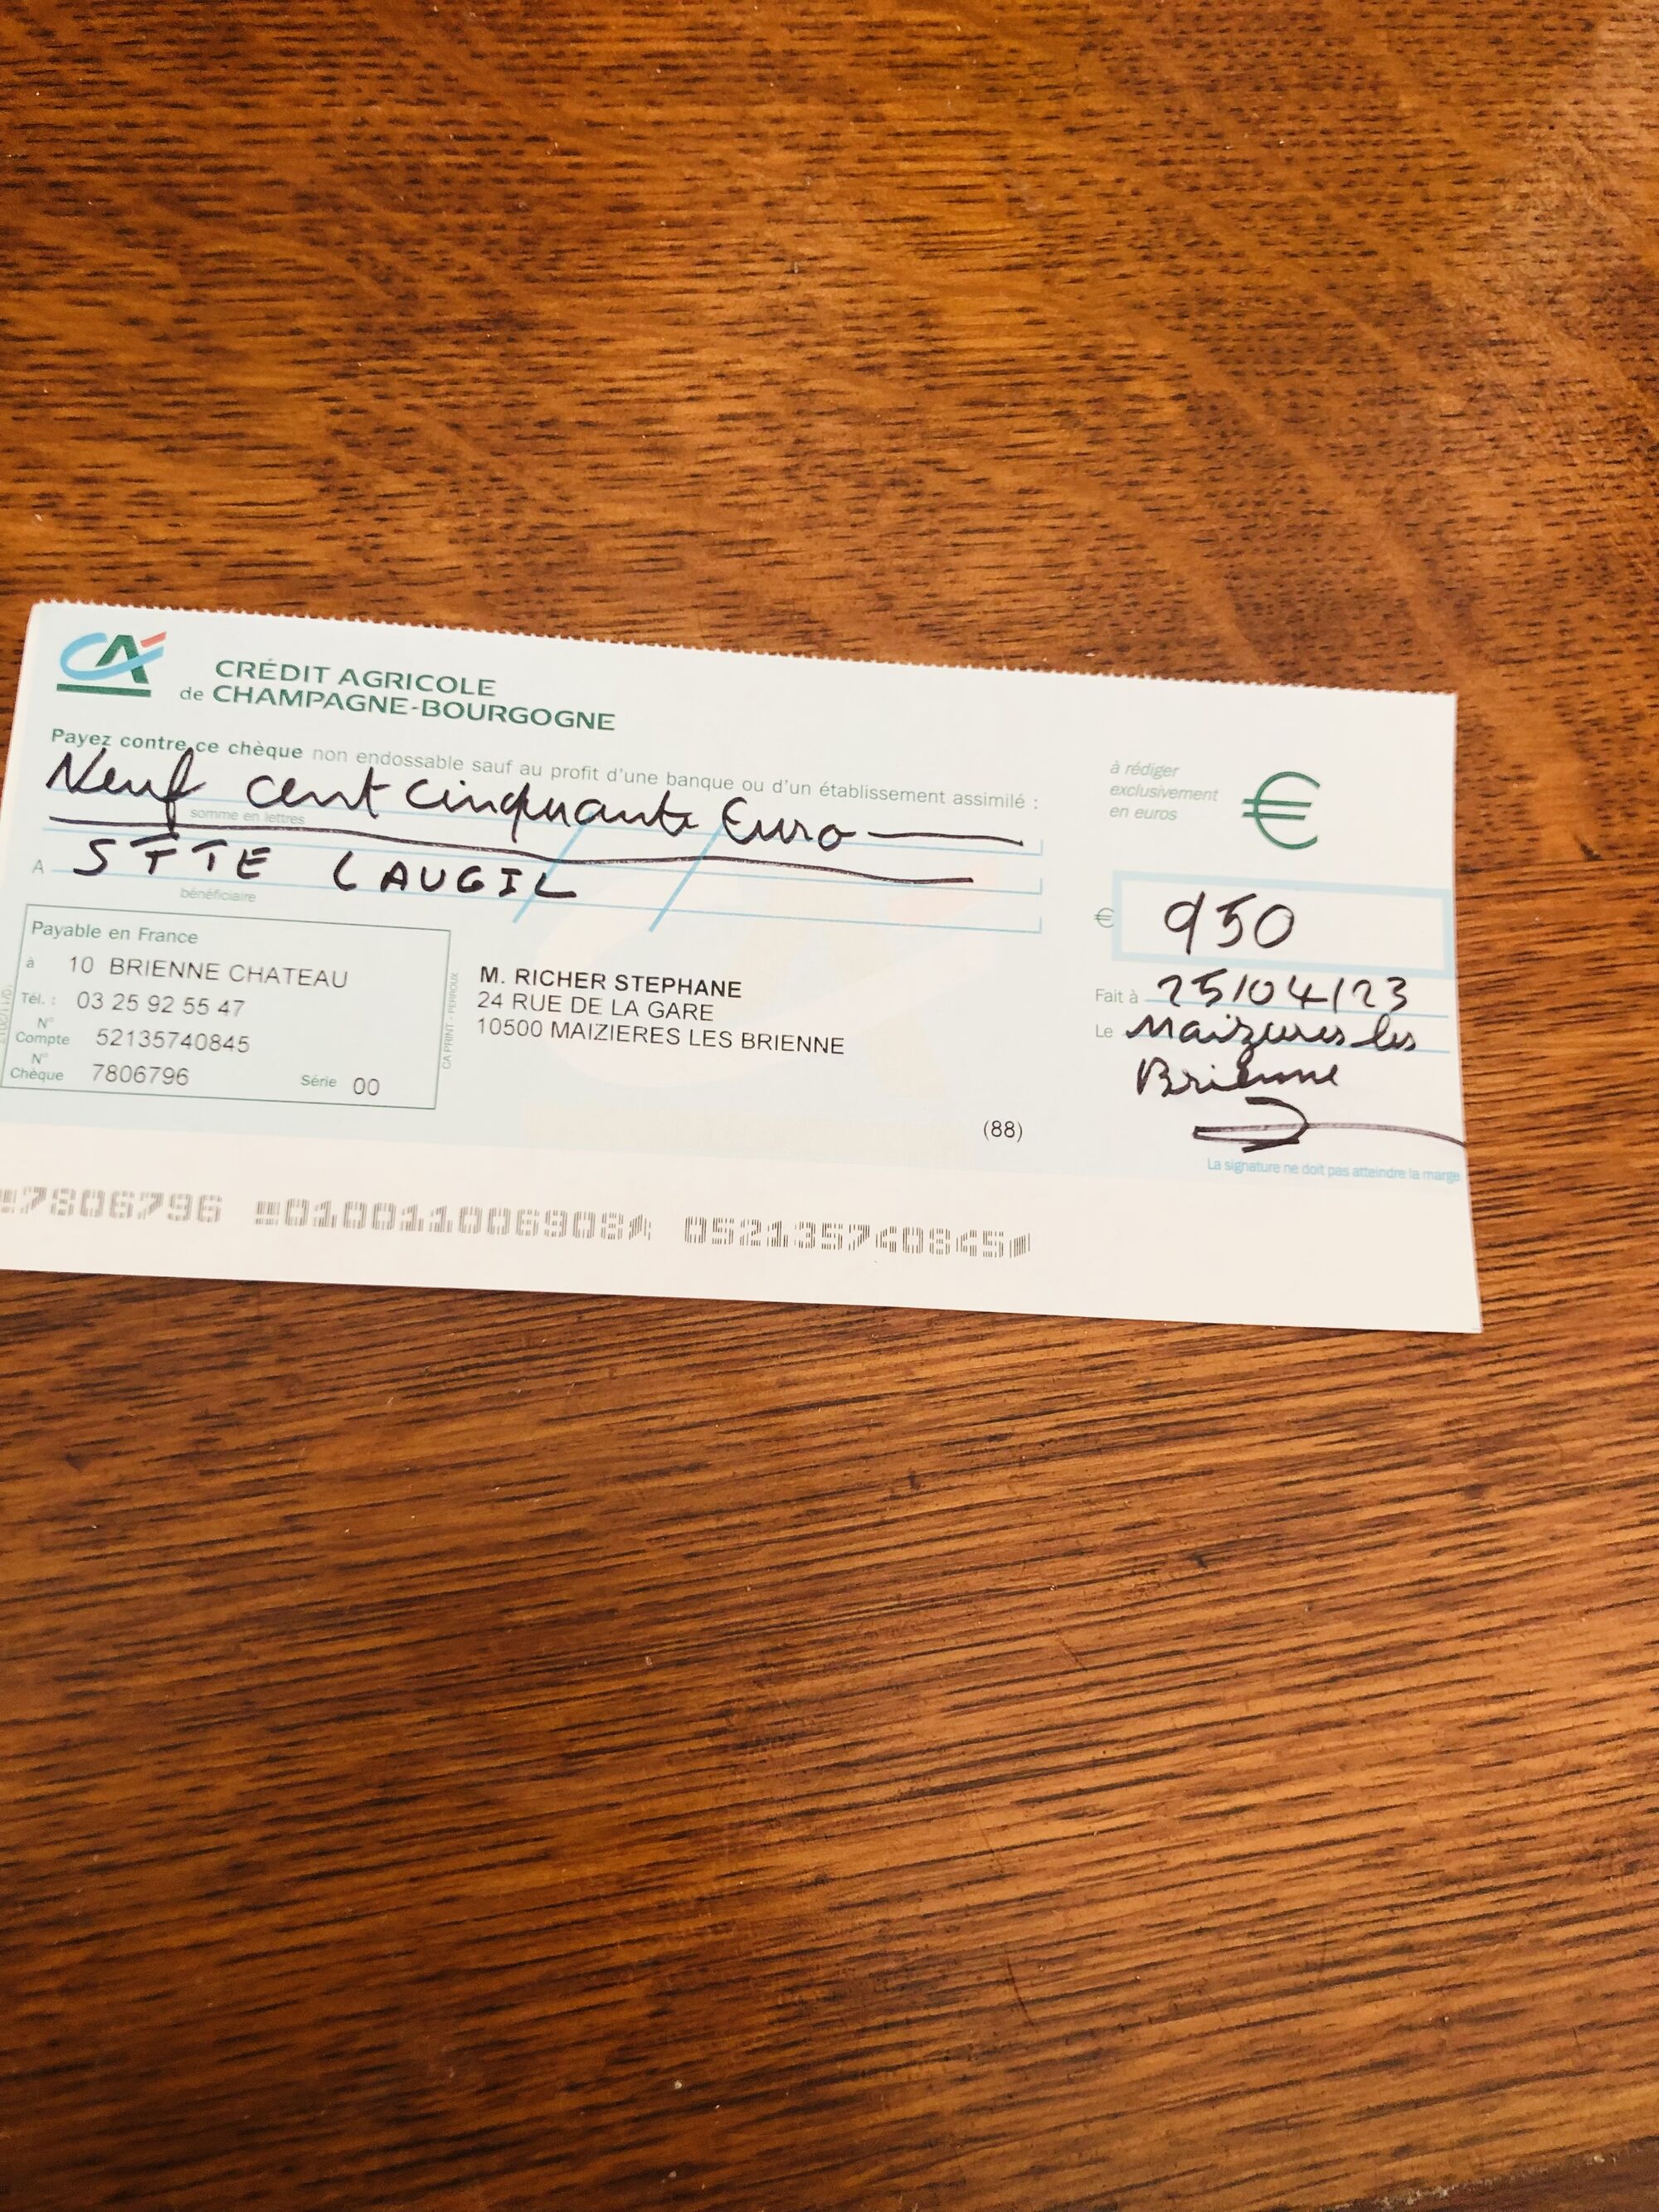 CRÉDIT AGRICOLE
de CHAMPAGNE-BOURGOGNE
Payez contre ce chèque non endossable sauf au profit d'une banque ou d'un établissement assimilé :
Neuf cent cinquante Euro
somme en lettres
A STTE LAUGIL
bénéficiaire
à rédiger
exclusivement
en euros
€
€ 950
Fait à 25/04/23
Le Maizieres les
Brienne
La signature ne doit pas atteindre la marge
Payable en France
à 10 BRIENNE CHATEAU
Tél. : 03 25 92 55 47
N°
Compte 52135740845
N°
Chèque 7806796 Série 00
CA PRINT - PERROUX
M. RICHER STEPHANE
24 RUE DE LA GARE
10500 MAIZIERES LES BRIENNE
(88)
7806796 010011006908 052135740845